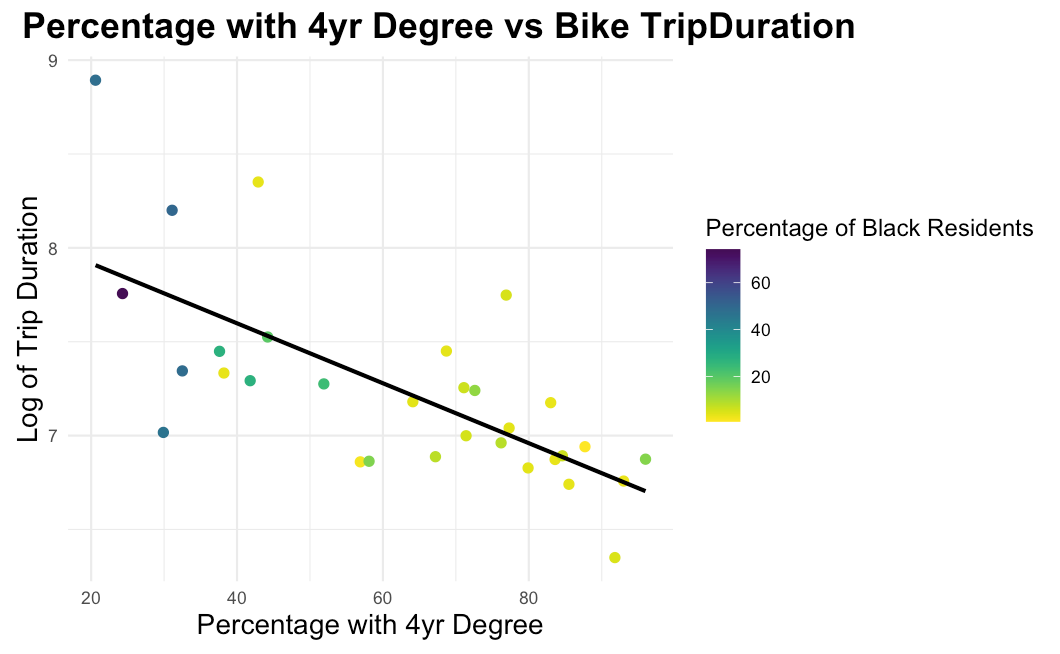 Percentage with 4yr Degree vs Bike TripDuration
9
8
7
Log of Trip Duration
20 40 60 80
Percentage with 4yr Degree
Percentage of Black Residents
60
40
20